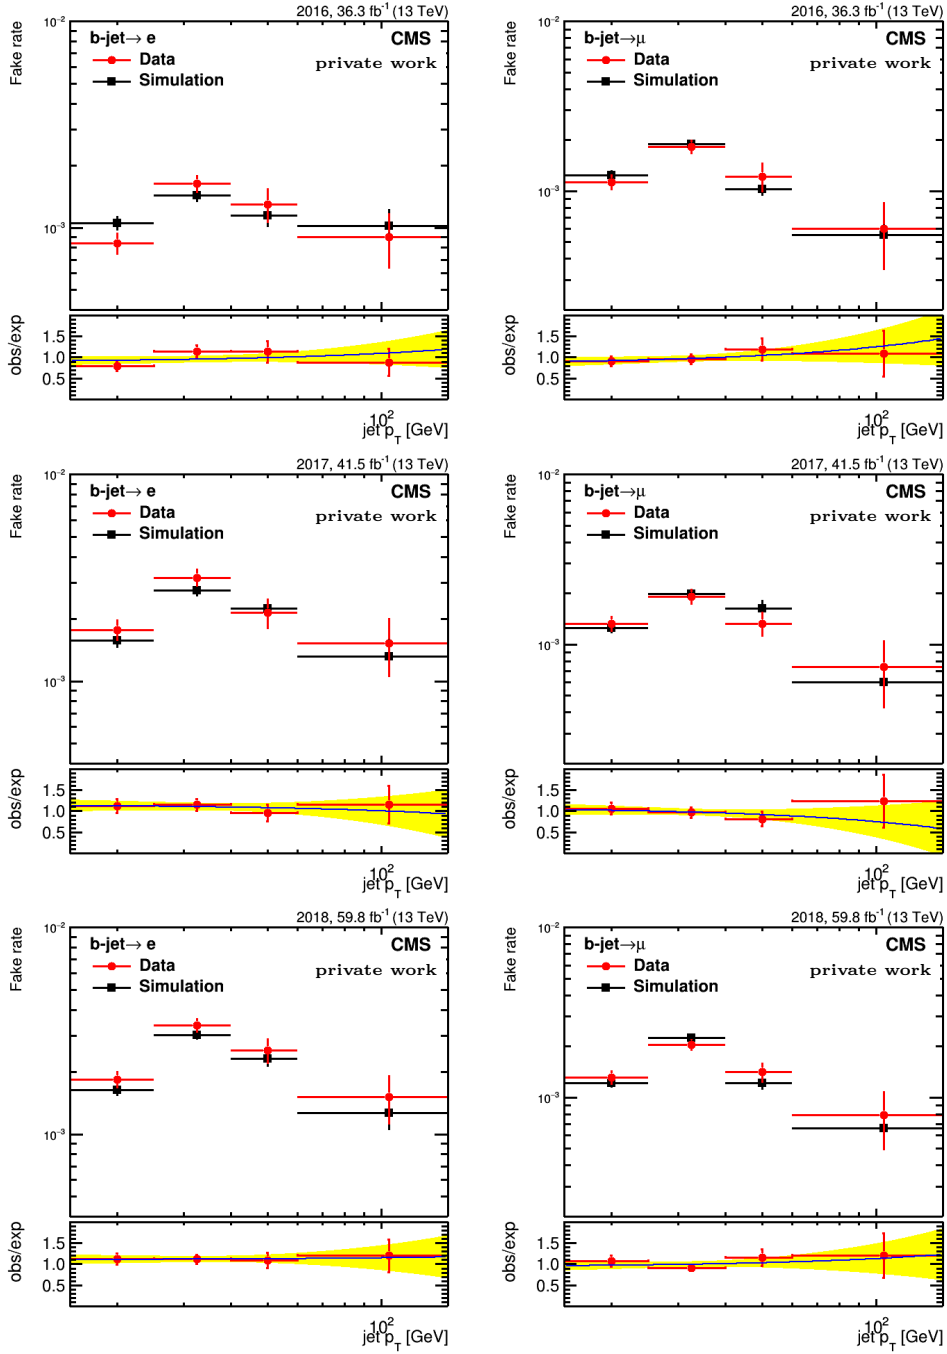 2016, 36.3 fb⁻¹ (13 TeV)
Fake rate
10⁻²
b-jet→ e
CMS
Data
private work
Simulation
10⁻³
obs/exp
1.5
1.0
0.5
10²
jet p_T [GeV]
2016, 36.3 fb⁻¹ (13 TeV)
Fake rate
10⁻²
b-jet→μ
CMS
Data
private work
Simulation
10⁻³
obs/exp
1.5
1.0
0.5
10²
jet p_T [GeV]
2017, 41.5 fb⁻¹ (13 TeV)
Fake rate
10⁻²
b-jet→ e
CMS
Data
private work
Simulation
10⁻³
obs/exp
1.5
1.0
0.5
10²
jet p_T [GeV]
2017, 41.5 fb⁻¹ (13 TeV)
Fake rate
10⁻²
b-jet→μ
CMS
Data
private work
Simulation
10⁻³
obs/exp
1.5
1.0
0.5
10²
jet p_T [GeV]
2018, 59.8 fb⁻¹ (13 TeV)
Fake rate
10⁻²
b-jet→ e
CMS
Data
private work
Simulation
10⁻³
obs/exp
1.5
1.0
0.5
10²
jet p_T [GeV]
2018, 59.8 fb⁻¹ (13 TeV)
Fake rate
10⁻²
b-jet→μ
CMS
Data
private work
Simulation
10⁻³
obs/exp
1.5
1.0
0.5
10²
jet p_T [GeV]